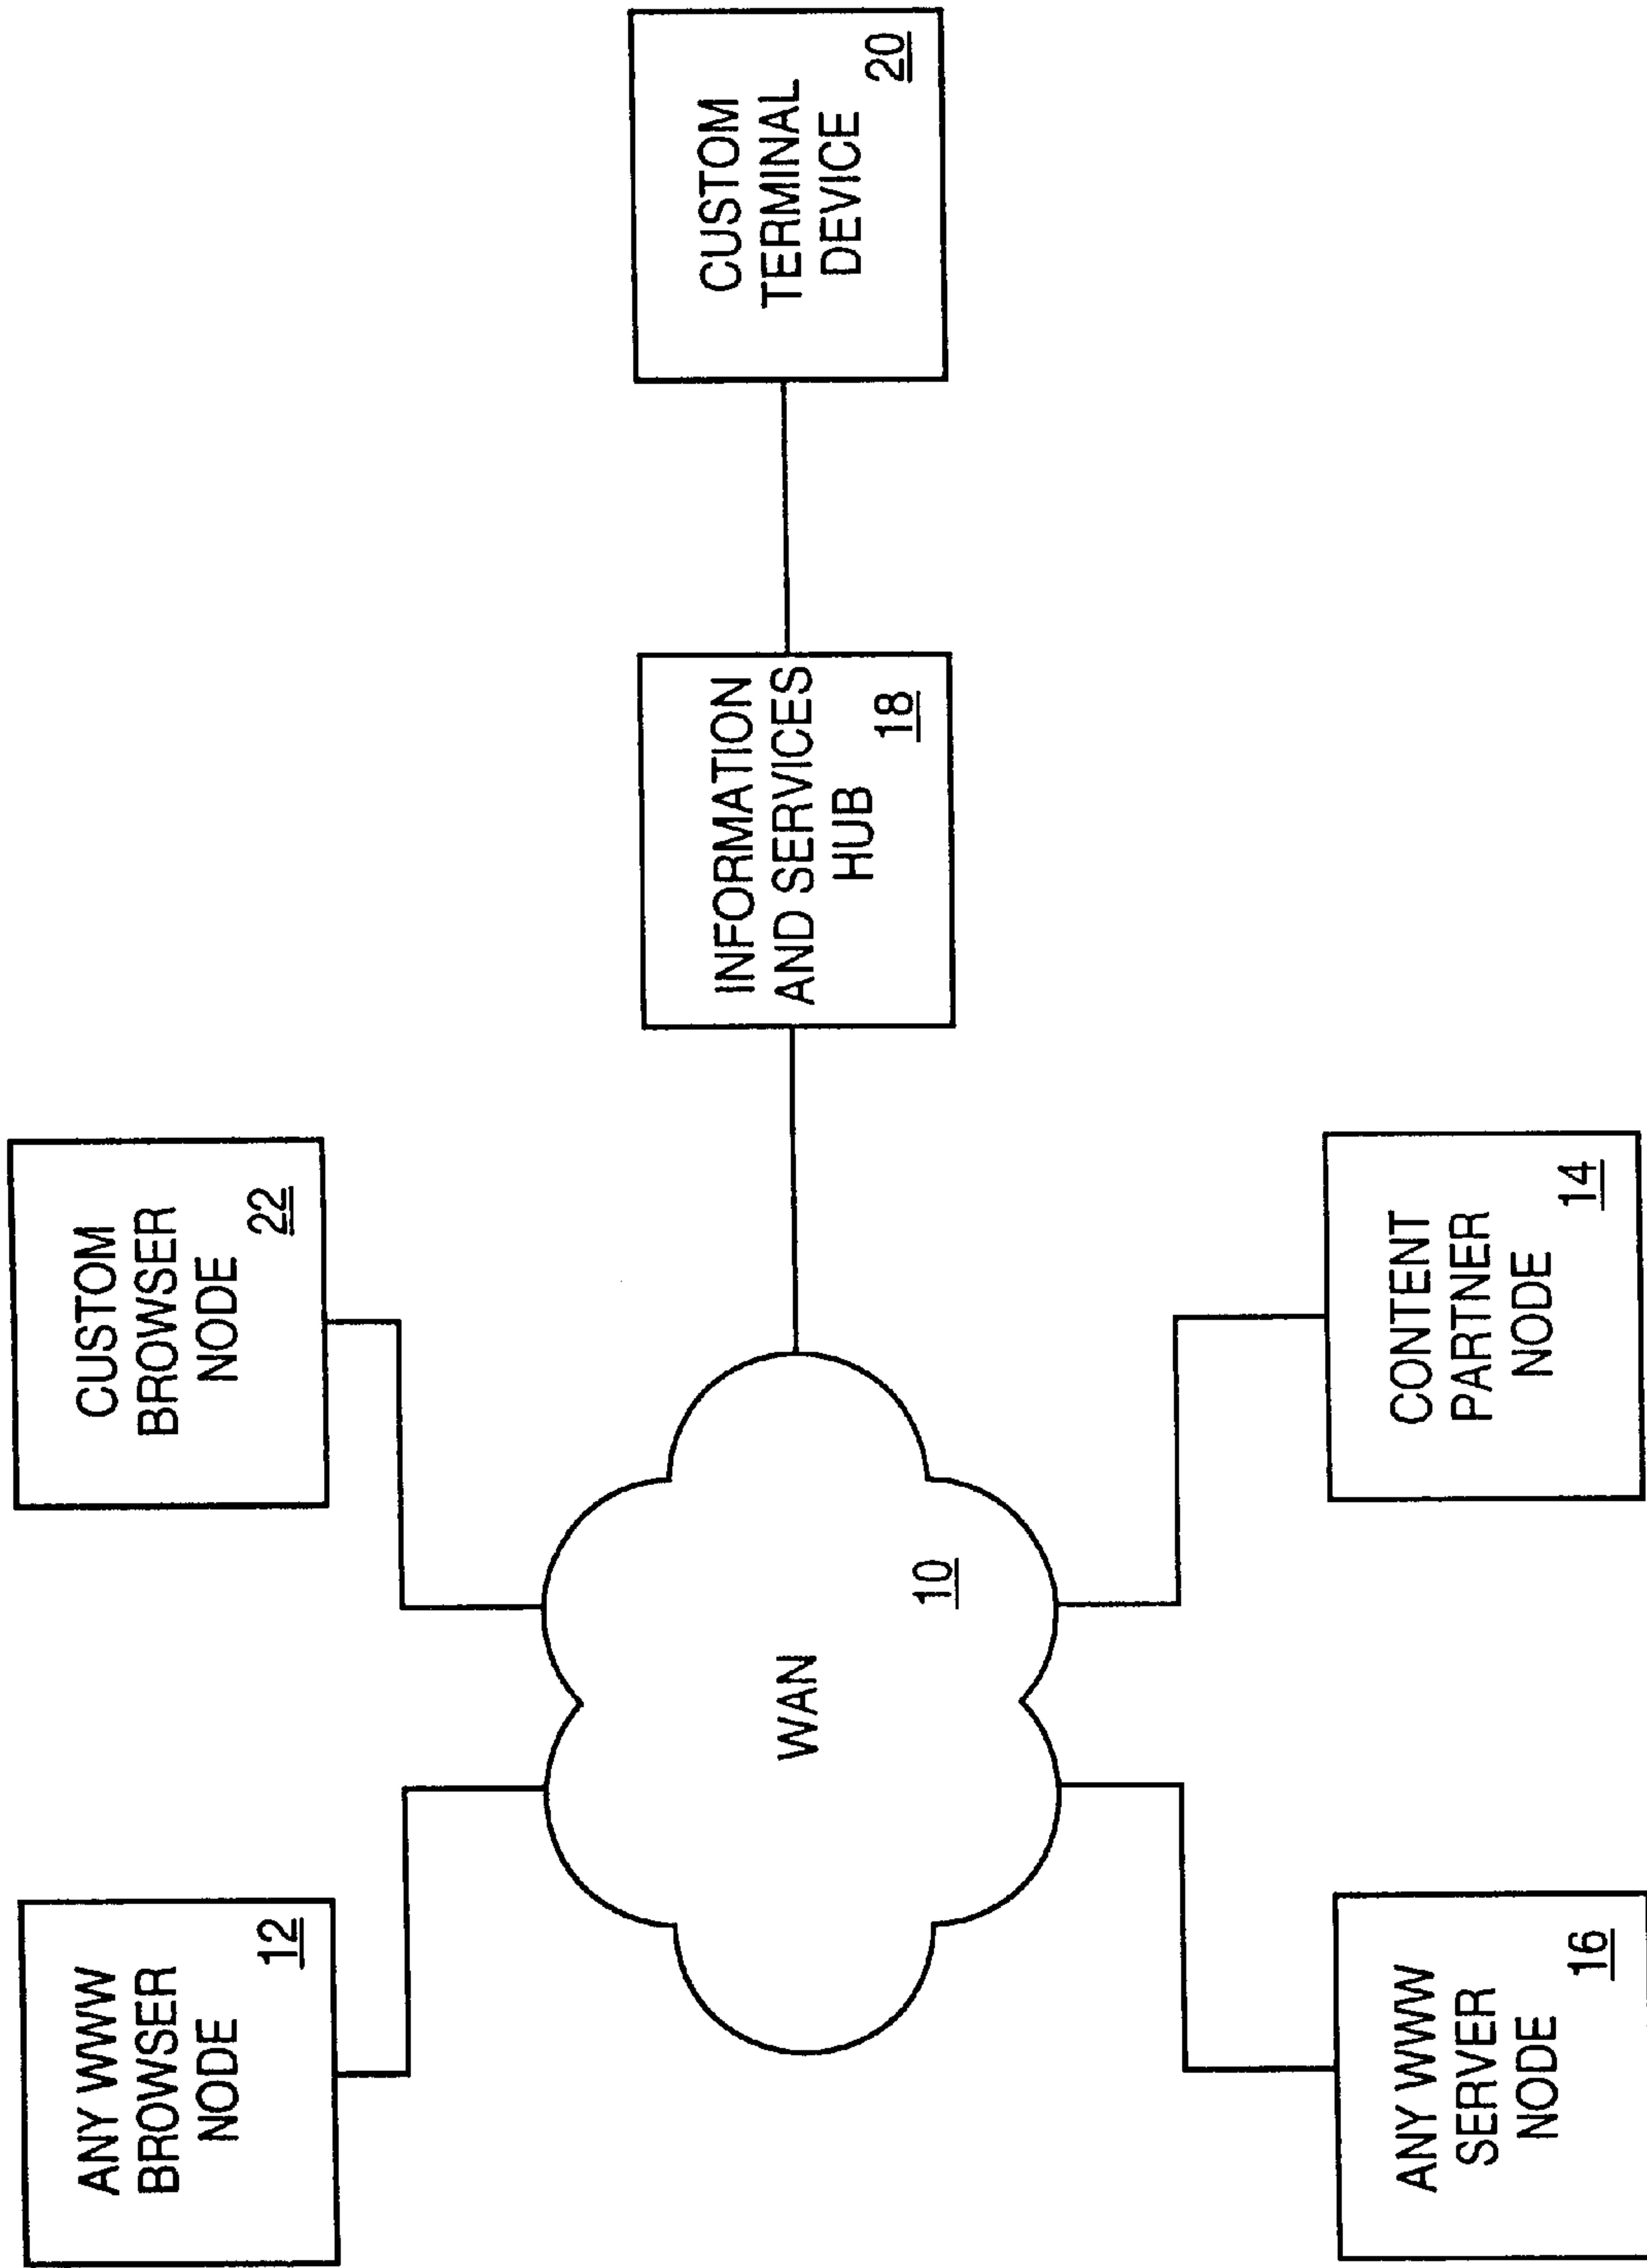 ANY WWW
BROWSER
NODE
12
CUSTOM
BROWSER
NODE
22
WAN
10
INFORMATION
AND SERVICES
HUB
18
CUSTOM
TERMINAL
DEVICE
20
ANY WWW
SERVER
NODE
16
CONTENT
PARTNER
NODE
14